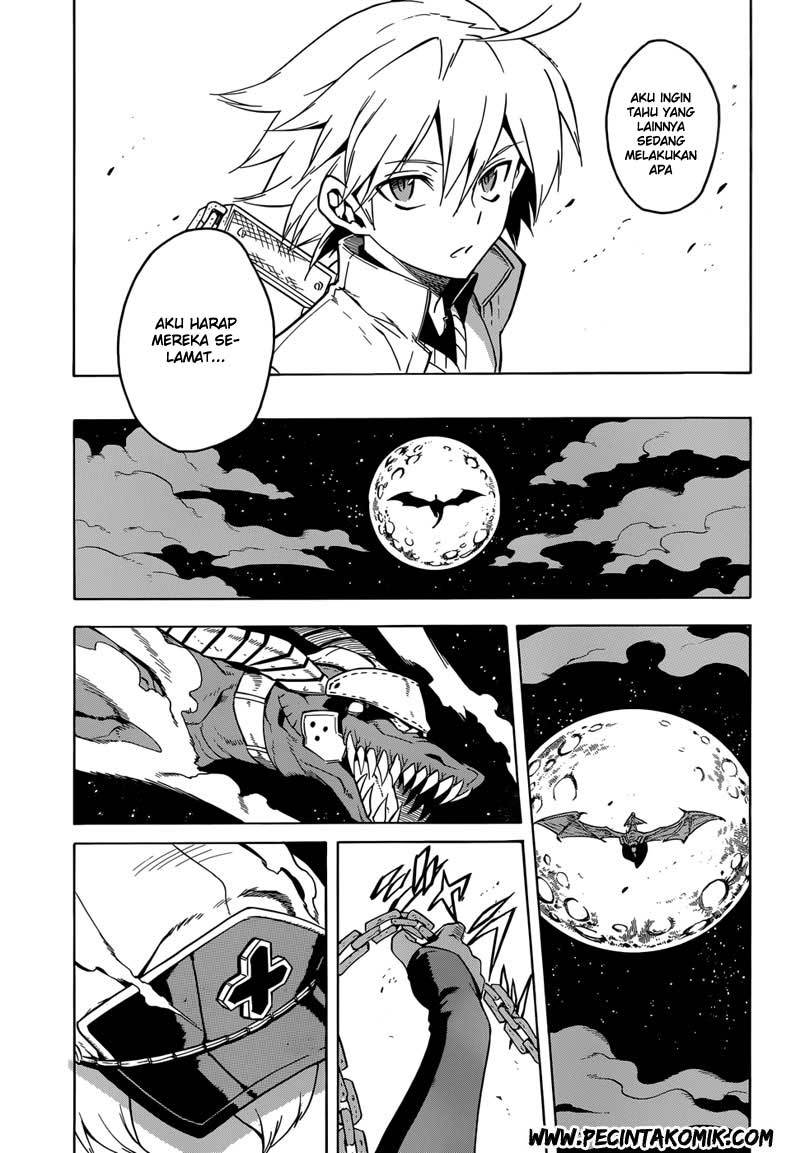 AKU INGIN
TAHU YANG
LAINNYA
SEDANG
MELAKUKAN
APA
AKU HARAP
MEREKA SE-
LAMAT...
WWW.PECINTAKOMIK.COM